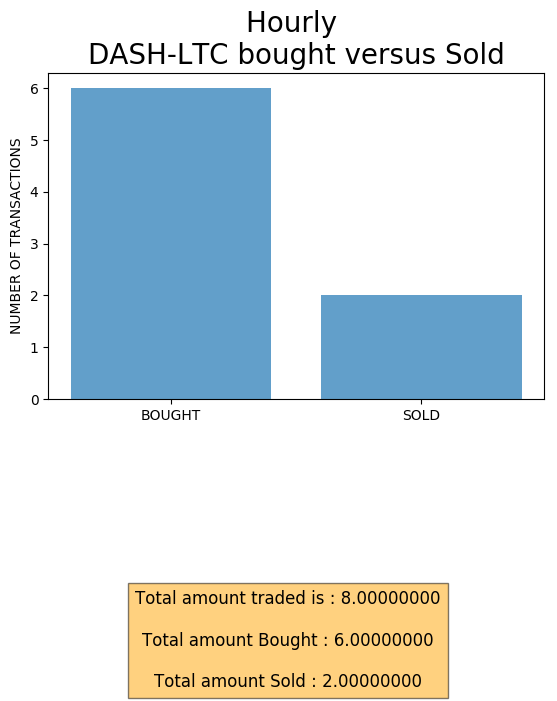 Hourly
DASH-LTC bought versus Sold
NUMBER OF TRANSACTIONS
6
5
4
3
2
1
0
BOUGHT
SOLD
Total amount traded is : 8.00000000
Total amount Bought : 6.00000000
Total amount Sold : 2.00000000